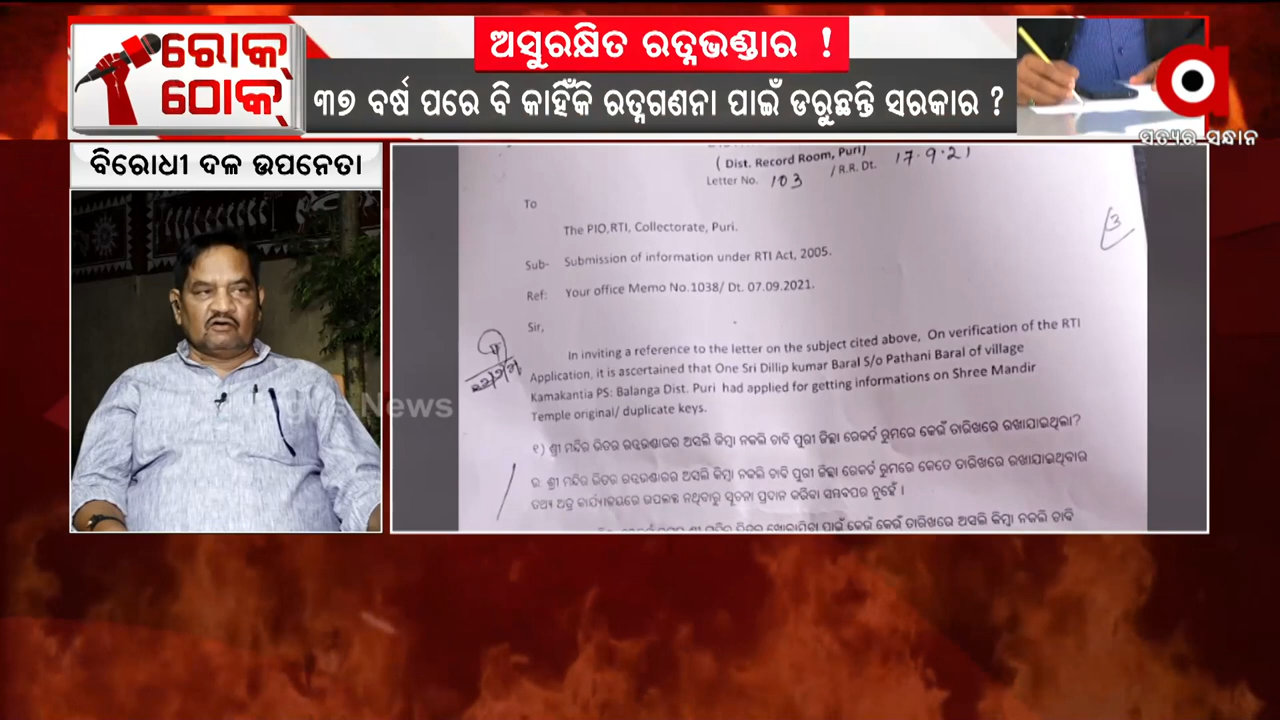 ରୋକ୍
ଠୋକ୍
ଅସୁରକ୍ଷିତ ରତ୍ନଭଣ୍ଡାର !
୩୭ ବର୍ଷ ପରେ ବି କାହିଁକି ରତ୍ନଗଣନା ପାଇଁ ଡରୁଛନ୍ତି ସରକାର ?
ସତ୍ୟର ସନ୍ଧାନ
ବିରୋଧୀ ଦଳ ଉପନେତା
News
( Dist. Record Room, Puri)
Letter No. 103 / R.R. Dt. 17.9.21
To
The PIO,RTI, Collectorate, Puri.
Sub- Submission of information under RTI Act, 2005.
Ref: Your office Memo No.1038/ Dt. 07.09.2021.
Sir,
In inviting a reference to the letter on the subject cited above, On verification of the RTI
Application, it is ascertained that One Sri Dillip kumar Baral S/o Pathani Baral of village
Kamakantia PS: Balanga Dist. Puri had applied for getting informations on Shree Mandir
Temple original/ duplicate keys.
୧) ଶ୍ରୀ ମନ୍ଦିର ଭିତର ରତ୍ନଭଣ୍ଡାରର ଅସଲି କିମ୍ବା ନକଲି ଚାବି ପୁରୀ ଜିଲ୍ଲା ରେକର୍ଡ ରୁମରେ କେଉଁ ତାରିଖରେ ରଖାଯାଇଥିଲା?
ଉ. ଶ୍ରୀ ମନ୍ଦିର ଭିତର ରତ୍ନଭଣ୍ଡାରର ଅସଲି କିମ୍ବା ନକଲି ଚାବି ପୁରୀ ଜିଲ୍ଲା ରେକର୍ଡ ରୁମରେ କେତେ ତାରିଖରେ ରଖାଯାଇଥିବାର
ତଥ୍ୟ ଅତ୍ର କାର୍ଯ୍ୟାଳୟରେ ଉପଲବ୍ଧ ନଥିବାରୁ ସୂଚନା ପ୍ରଦାନ କରିବା ସମ୍ଭବପର ନୁହେଁ ।
ପାଇଁ କେଉଁ କେଉଁ ତାରିଖରେ ଅସଲି କିମ୍ବା ନକଲି ଚାବି